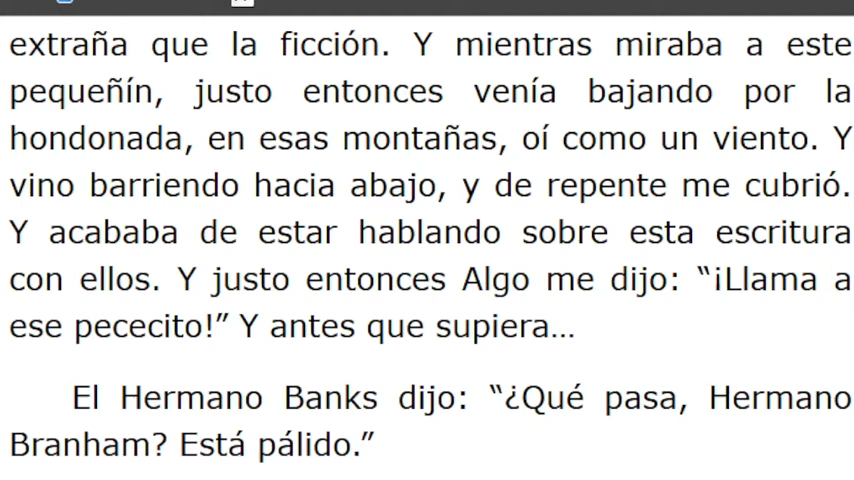 extraña que la ficción. Y mientras miraba a este
pequeñín, justo entonces venía bajando por la
hondonada, en esas montañas, oí como un viento. Y
vino barriendo hacia abajo, y de repente me cubrió.
Y acababa de estar hablando sobre esta escritura
con ellos. Y justo entonces Algo me dijo: “¡Llama a
ese pececito!” Y antes que supiera…
El Hermano Banks dijo: “¿Qué pasa, Hermano
Branham? Está pálido.”